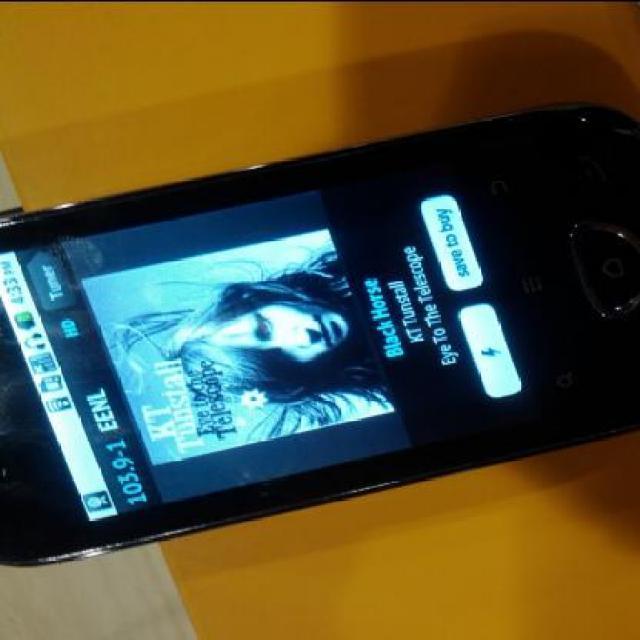 4:53 PM
103.9-1 EENL
HD
Tuner
KT
Tunstall
Eye to the
Telescope
Black Horse
KT Tunstall
Eye To The Telescope
save to buy